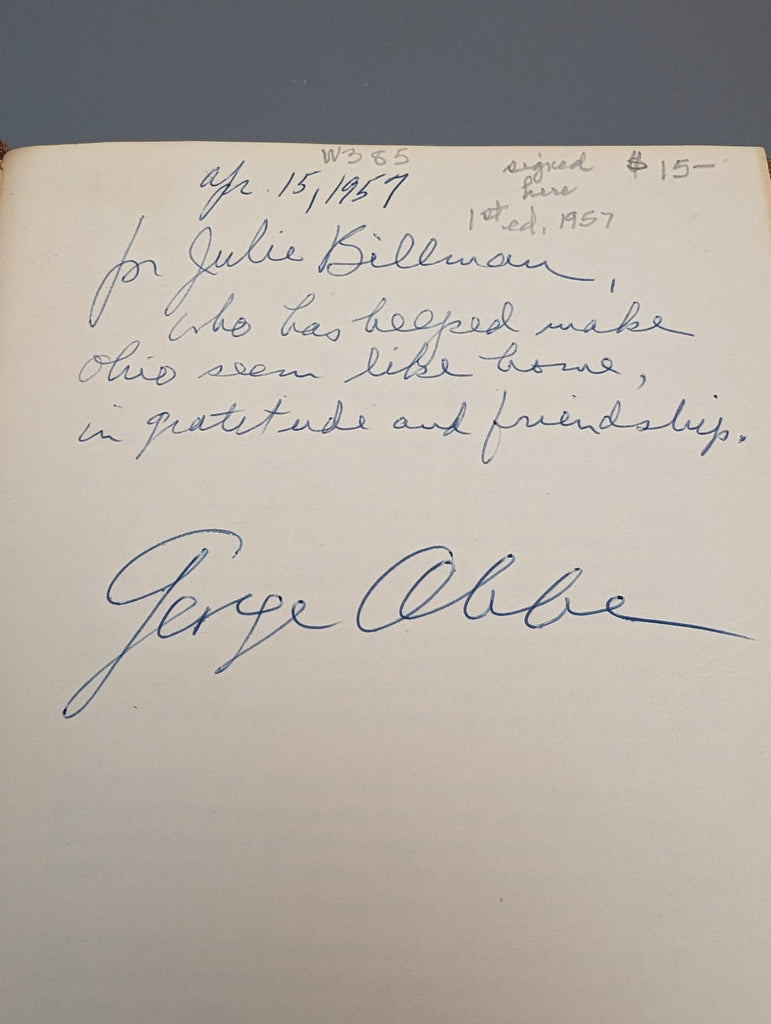 W385
signed $15—
here
1st ed, 1957
apr. 15, 1957
for Julie Billman,
who has helped make
Ohio seem like home,
in gratitude and friendship.
George Abbe